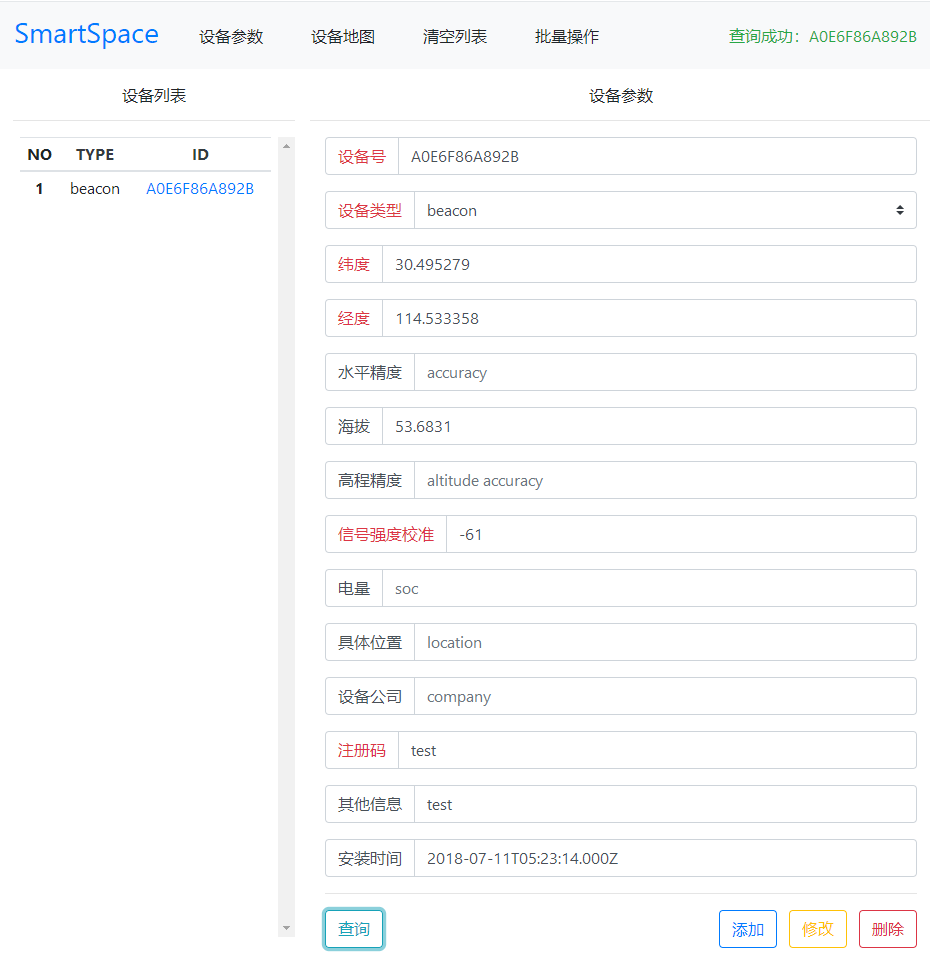 SmartSpace 设备参数 设备地图 清空列表 批量操作 查询成功：A0E6F86A892B
设备列表
NO TYPE ID
1 beacon A0E6F86A892B
设备参数
设备号 A0E6F86A892B
设备类型 beacon
纬度 30.495279
经度 114.533358
水平精度 accuracy
海拔 53.6831
高程精度 altitude accuracy
信号强度校准 -61
电量 soc
具体位置 location
设备公司 company
注册码 test
其他信息 test
安装时间 2018-07-11T05:23:14.000Z
查询 添加 修改 删除